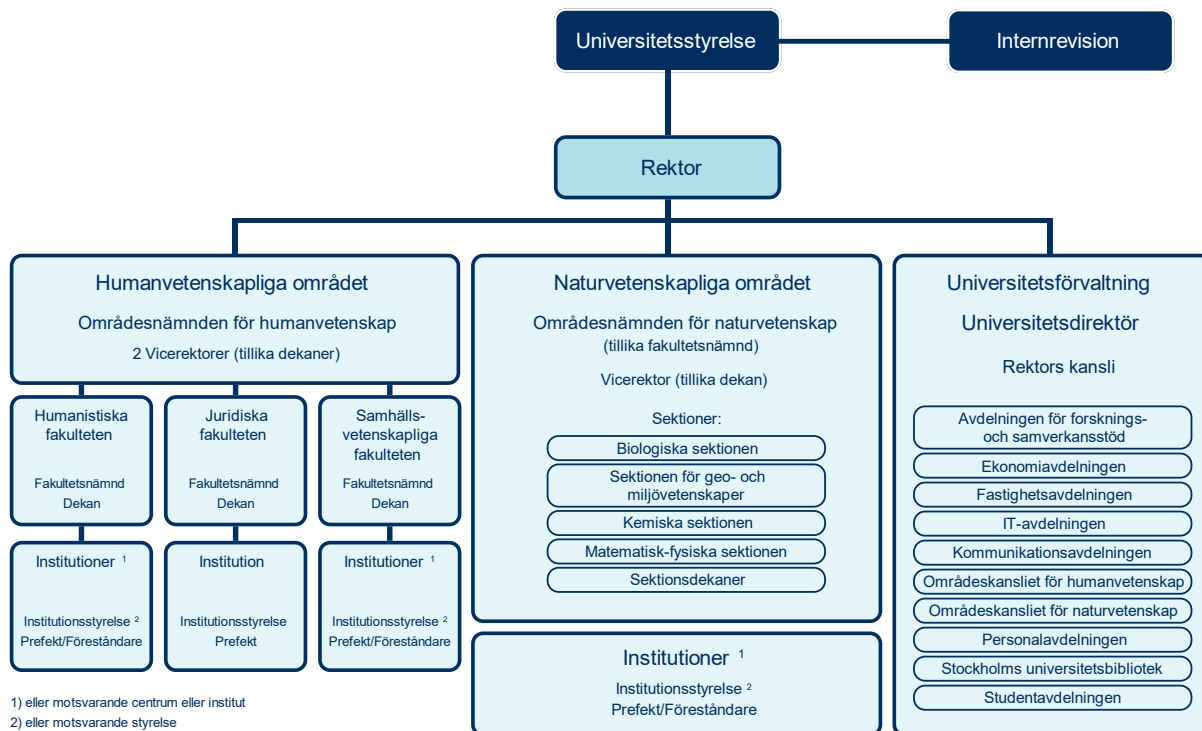 Universitetsstyrelse
Internrevision
Rektor
Humanvetenskapliga området
Områdesnämnden för humanvetenskap
2 Vicerektorer (tillika dekaner)
Humanistiska
fakulteten
Fakultetsnämnd
Dekan
Juridiska
fakulteten
Fakultetsnämnd
Dekan
Samhälls-
vetenskapliga
fakulteten
Fakultetsnämnd
Dekan
Institutioner 1
Institutionsstyrelse 2
Prefekt/Föreståndare
Institution
Institutionsstyrelse
Prefekt
Institutioner 1
Institutionsstyrelse 2
Prefekt/Föreståndare
1) eller motsvarande centrum eller institut
2) eller motsvarande styrelse
Naturvetenskapliga området
Områdesnämnden för naturvetenskap
(tillika fakultetsnämnd)
Vicerektor (tillika dekan)
Sektioner:
Biologiska sektionen
Sektionen för geo- och
miljövetenskaper
Kemiska sektionen
Matematisk-fysiska sektionen
Sektionsdekaner
Institutioner 1
Institutionsstyrelse 2
Prefekt/Föreståndare
Universitetsförvaltning
Universitetsdirektör
Rektors kansli
Avdelningen för forsknings-
och samverkansstöd
Ekonomiavdelningen
Fastighetsavdelningen
IT-avdelningen
Kommunikationsavdelningen
Områdeskansliet för humanvetenskap
Områdeskansliet för naturvetenskap
Personalavdelningen
Stockholms universitetsbibliotek
Studentavdelningen